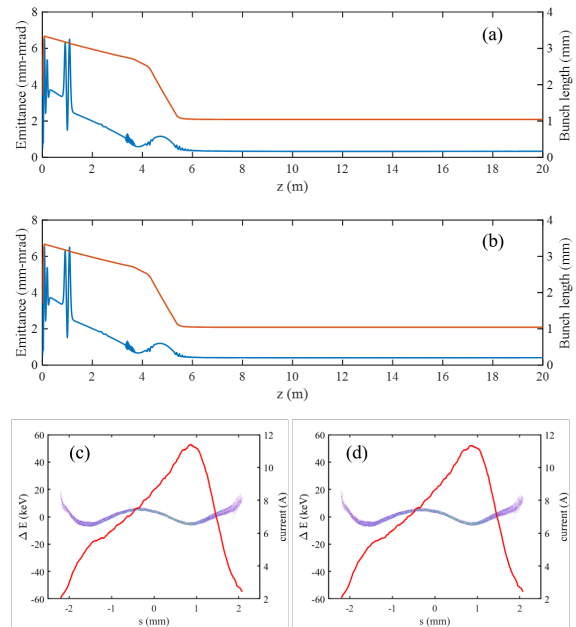 (a)
Emittance (mm-mrad)
8
6
4
2
0
Bunch length (mm)
4
3
2
1
0
0 2 4 6 8 10 12 14 16 18 20
z (m)
(b)
Emittance (mm-mrad)
8
6
4
2
0
Bunch length (mm)
4
3
2
1
0
0 2 4 6 8 10 12 14 16 18 20
z (m)
(c)
Δ E (keV)
60
40
20
0
-20
-40
-60
current (A)
12
10
8
6
4
2
-2 -1 0 1 2
s (mm)
(d)
Δ E (keV)
60
40
20
0
-20
-40
-60
current (A)
12
10
8
6
4
2
-2 -1 0 1 2
s (mm)